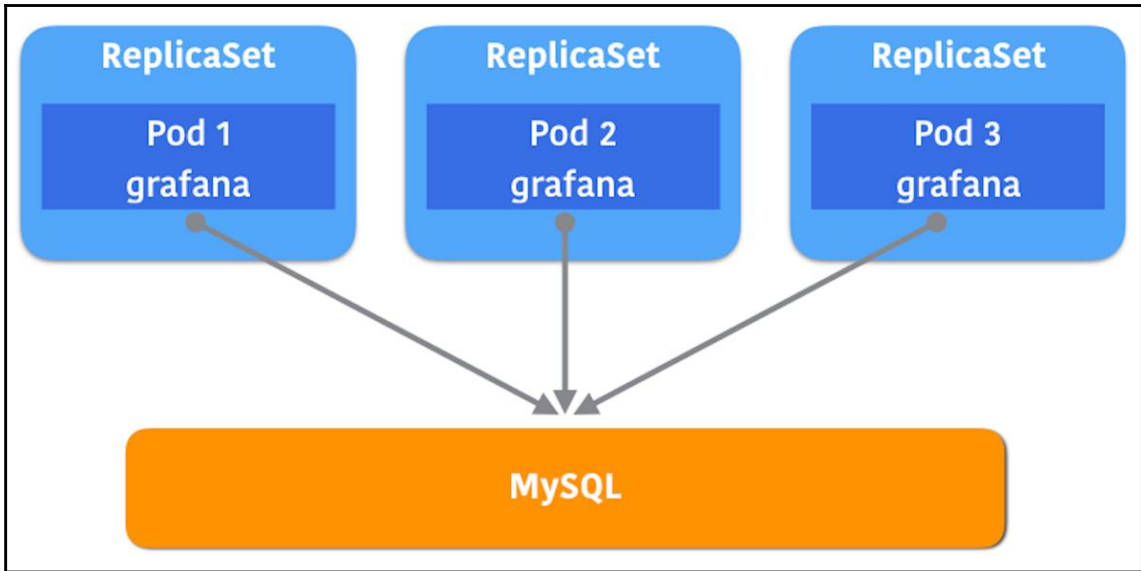 ReplicaSet
Pod 1
grafana
ReplicaSet
Pod 2
grafana
ReplicaSet
Pod 3
grafana
MySQL